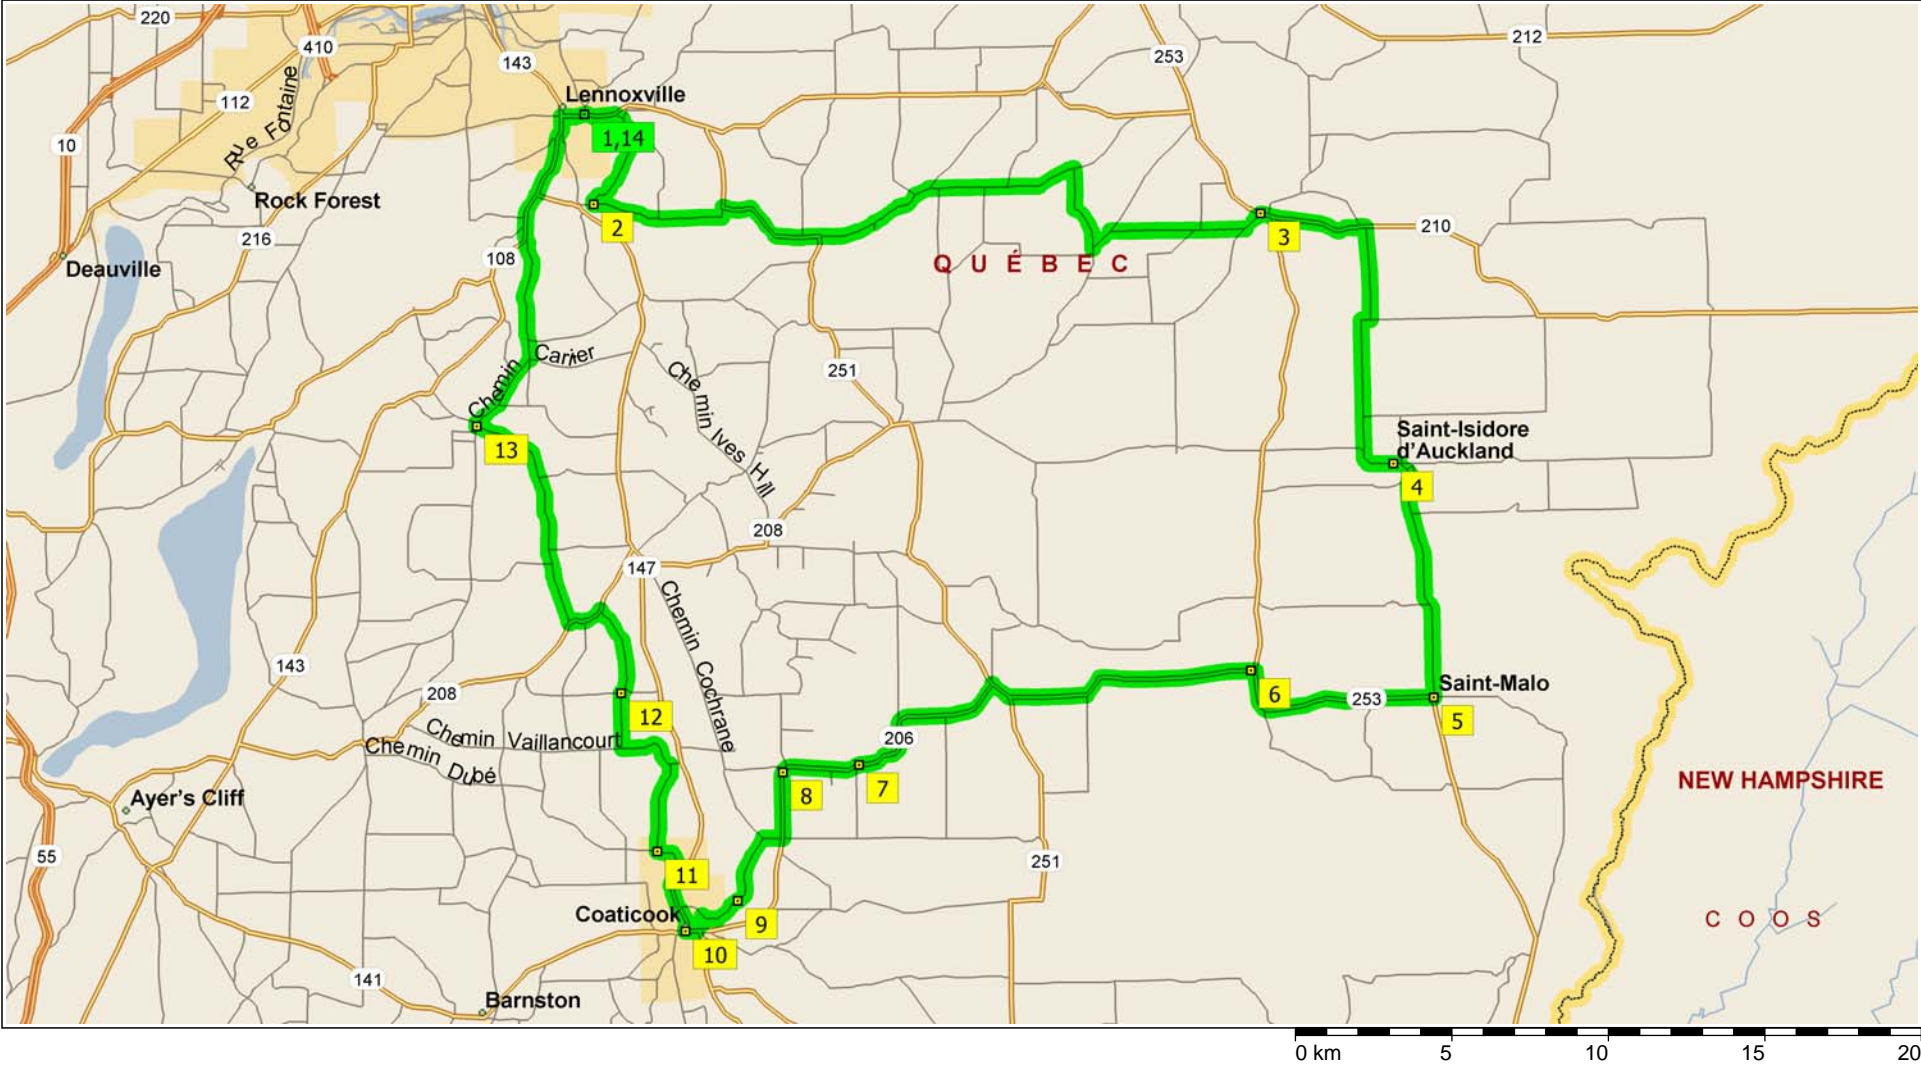 220
410
143
253
212
112
Rue Fontaine
Lennoxville
10
1,14
Rock Forest
216
2
210
3
108
QUÉBEC
Deauville
Chemin Carier
251
Chemin Ives Hill
Saint-Isidore
d'Auckland
13
4
208
147
Chemin Cochrane
143
208
6
253
Saint-Malo
12
5
Chemin Vaillancourt
Chemin Dubé
206
NEW HAMPSHIRE
Ayer's Cliff
8
7
55
251
11
Coaticook
9
COOS
10
141
Barnston
0 km 5 10 15 20